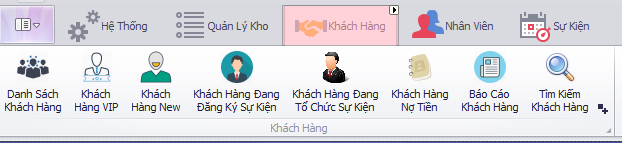 Hệ Thống
Quản Lý Kho
Khách Hàng
Nhân Viên
Sự Kiện
Danh Sách
Khách Hàng
Khách
Hàng VIP
Khách
Hàng New
Khách Hàng Đang
Đăng Ký Sự Kiện
Khách Hàng Đang
Tổ Chức Sự Kiện
Khách Hàng
Nợ Tiền
Báo Cáo
Khách Hàng
Tìm Kiếm
Khách Hàng
Khách Hàng